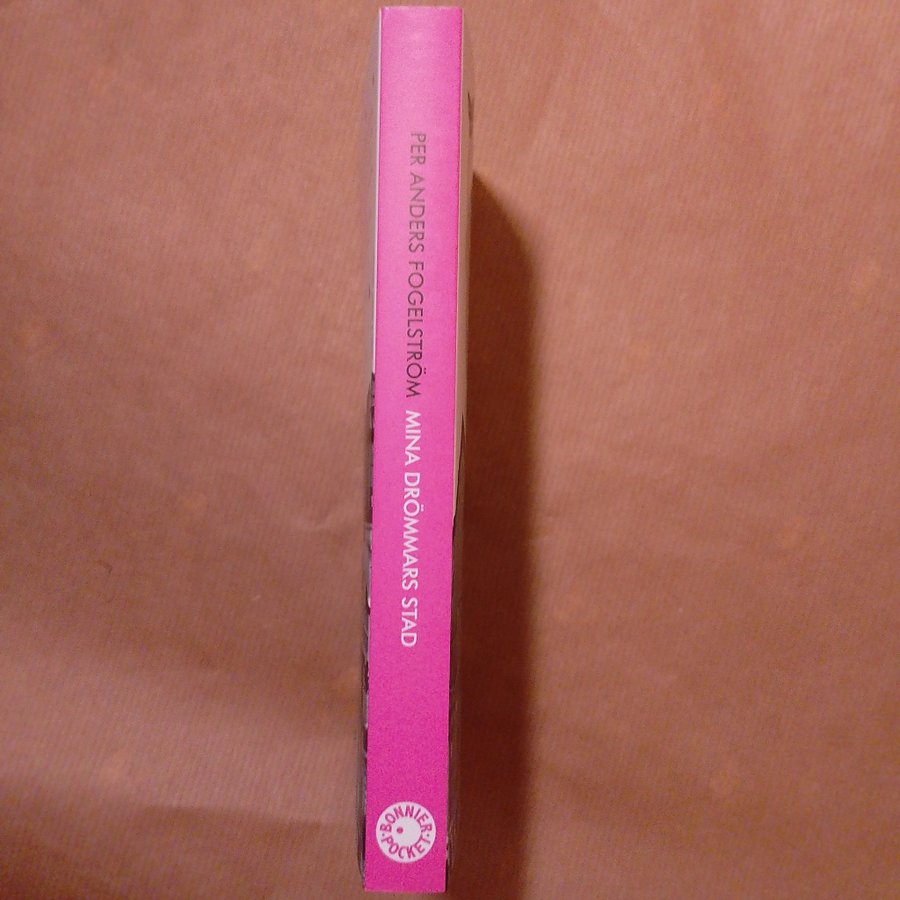 PER ANDERS FOGELSTRÖM MINA DRÖMMARS STAD
BONNIER
POCKET